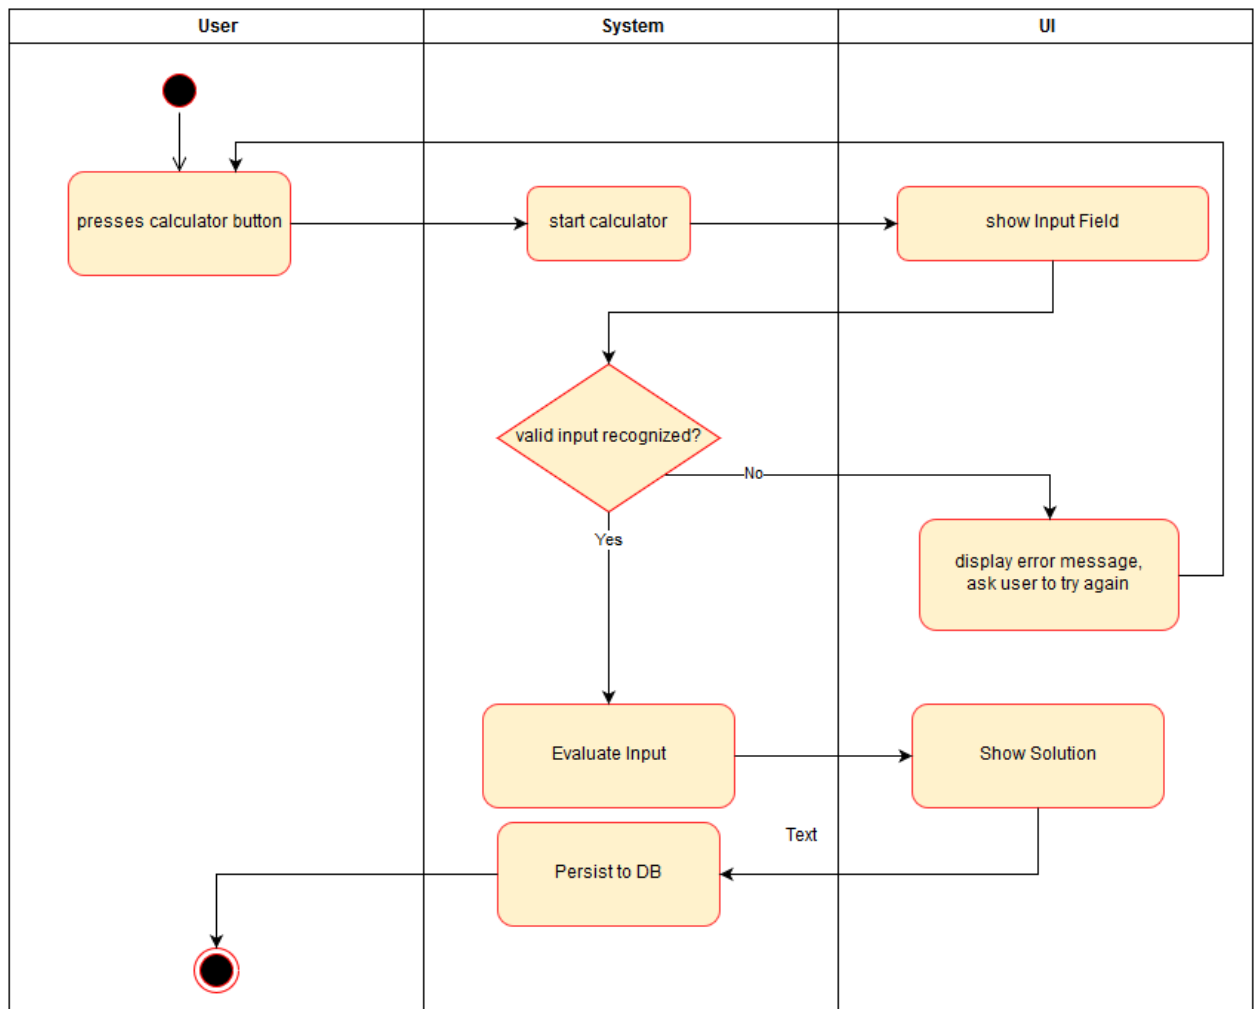 User
System
UI
presses calculator button
start calculator
show Input Field
valid input recognized?
No
Yes
display error message,
ask user to try again
Evaluate Input
Show Solution
Text
Persist to DB